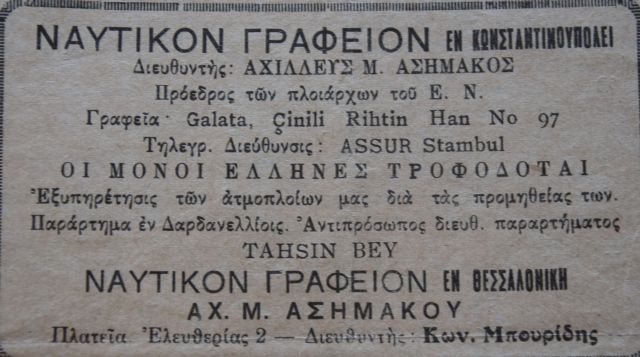 ΝΑΥΤΙΚΟΝ ΓΡΑΦΕΙΟΝ ΕΝ ΚΩΝΣΤΑΝΤΙΝΟΥΠΟΛΕΙ
Διευθυντὴς: ΑΧΙΛΛΕΥΣ Μ. ΑΣΗΜΑΚΟΣ
Πρόεδρος τῶν πλοιάρχων τοῦ Ε. Ν.
Γραφεῖα· Galata, Çinili Rihtin Han No 97
Τηλεγρ. Διεύθυνσις: ASSUR Stambul
ΟΙ ΜΟΝΟΙ ΕΛΛΗΝΕΣ ΤΡΟΦΟΔΟΤΑΙ
Ἐξυπηρέτησις τῶν ἀτμοπλοίων μας διὰ τὰς προμηθείας των.
Παράρτημα ἐν Δαρδανελλίοις. Ἀντιπρόσωπος διευθ. παραρτήματος
TAHSIN BEY
ΝΑΥΤΙΚΟΝ ΓΡΑΦΕΙΟΝ ΕΝ ΘΕΣΣΑΛΟΝΙΚΗ
ΑΧ. Μ. ΑΣΗΜΑΚΟΥ
Πλατεῖα Ἐλευθερίας 2 — Διευθυντής: Κων. Μπουρίδης